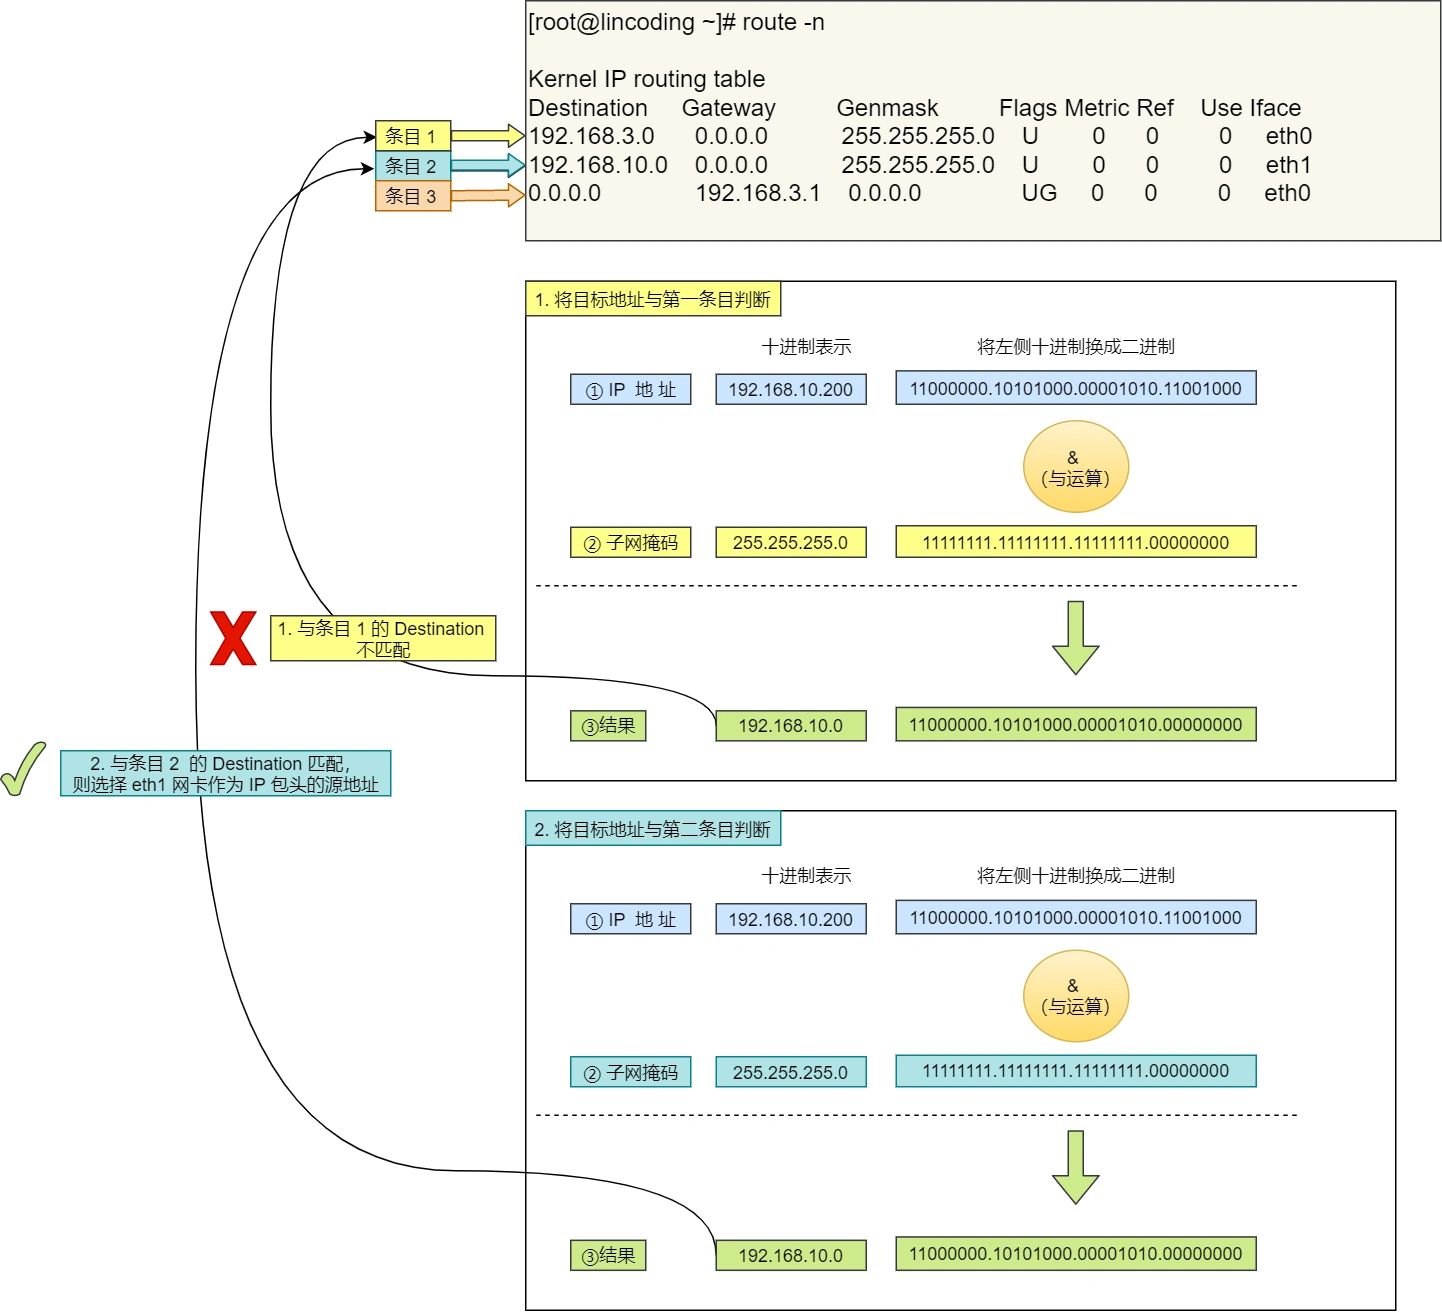 [root@lincoding ~]# route -n
Kernel IP routing table
Destination Gateway Genmask Flags Metric Ref Use Iface
条目 1 192.168.3.0 0.0.0.0 255.255.255.0 U 0 0 0 eth0
条目 2 192.168.10.0 0.0.0.0 255.255.255.0 U 0 0 0 eth1
条目 3 0.0.0.0 192.168.3.1 0.0.0.0 UG 0 0 0 eth0
1. 将目标地址与第一条目判断
十进制表示 将左侧十进制换成二进制
① IP 地 址 192.168.10.200 11000000.10101000.00001010.11001000
&
（与运算）
② 子网掩码 255.255.255.0 11111111.11111111.11111111.00000000
1. 与条目 1 的 Destination
不匹配
③结果 192.168.10.0 11000000.10101000.00001010.00000000
2. 与条目 2 的 Destination 匹配，
则选择 eth1 网卡作为 IP 包头的源地址
2. 将目标地址与第二条目判断
十进制表示 将左侧十进制换成二进制
① IP 地 址 192.168.10.200 11000000.10101000.00001010.11001000
&
（与运算）
② 子网掩码 255.255.255.0 11111111.11111111.11111111.00000000
③结果 192.168.10.0 11000000.10101000.00001010.00000000